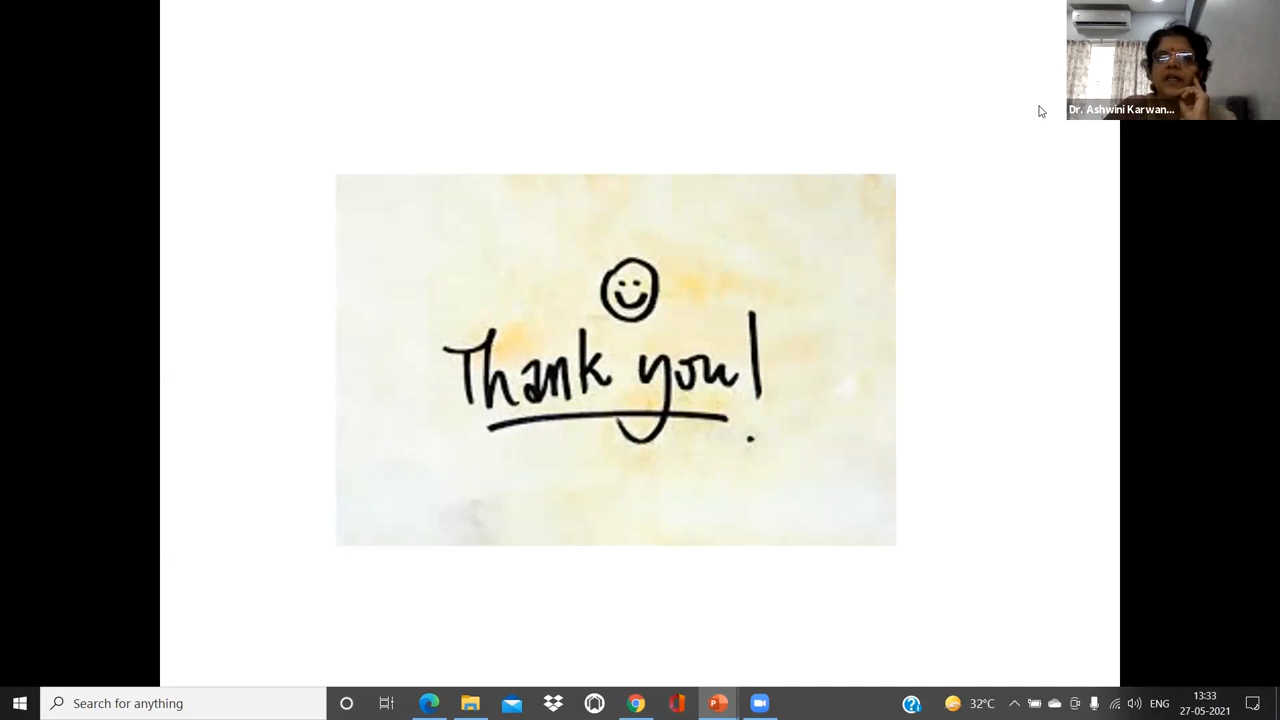 Dr. Ashwini Karwan...
Thank you!
Search for anything
32°C
ENG
13:33
27-05-2021